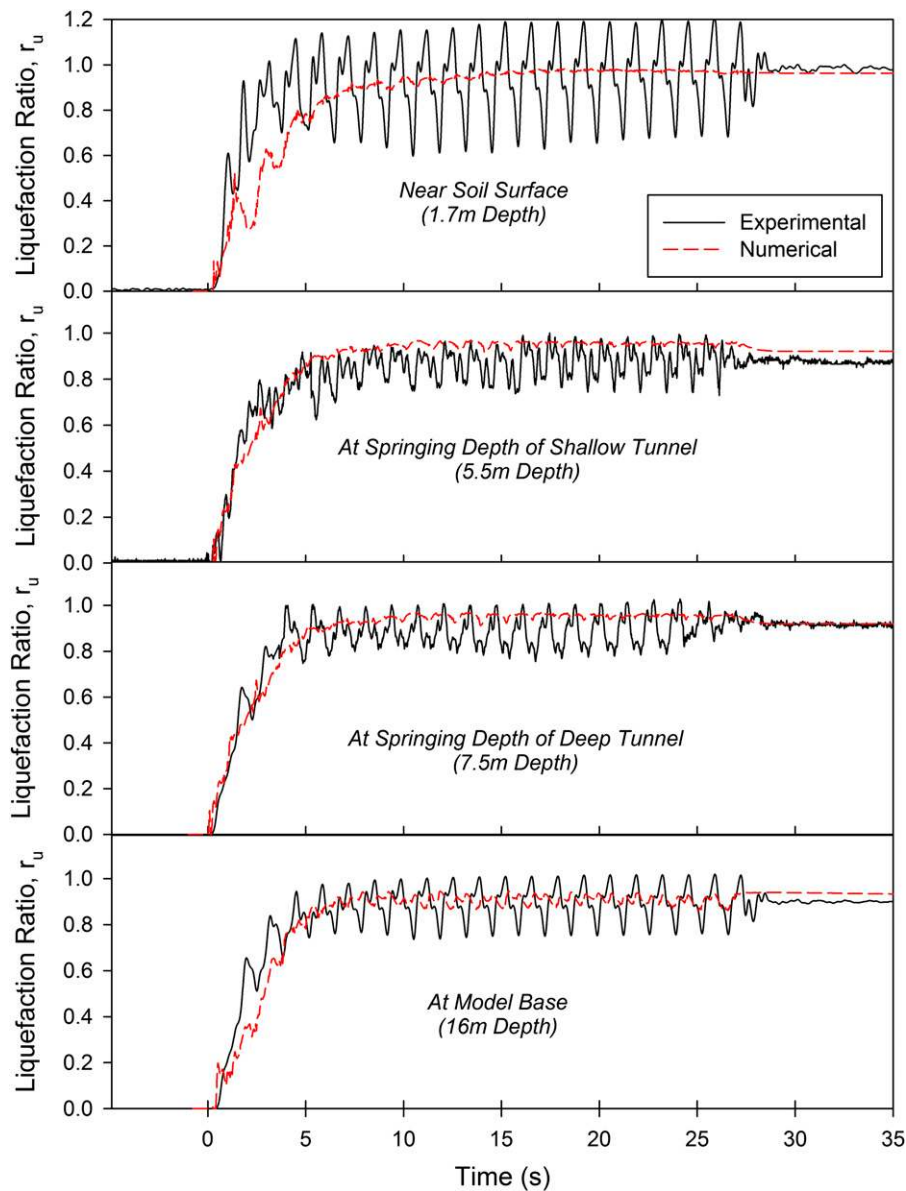 Liquefaction Ratio, r_u
1.2
1.0
0.8
0.6
0.4
0.2
0.0
Near Soil Surface
(1.7m Depth)
Experimental
Numerical
Liquefaction Ratio, r_u
1.0
0.8
0.6
0.4
0.2
0.0
At Springing Depth of Shallow Tunnel
(5.5m Depth)
Liquefaction Ratio, r_u
1.0
0.8
0.6
0.4
0.2
0.0
At Springing Depth of Deep Tunnel
(7.5m Depth)
Liquefaction Ratio, r_u
1.0
0.8
0.6
0.4
0.2
0.0
At Model Base
(16m Depth)
0 5 10 15 20 25 30 35
Time (s)